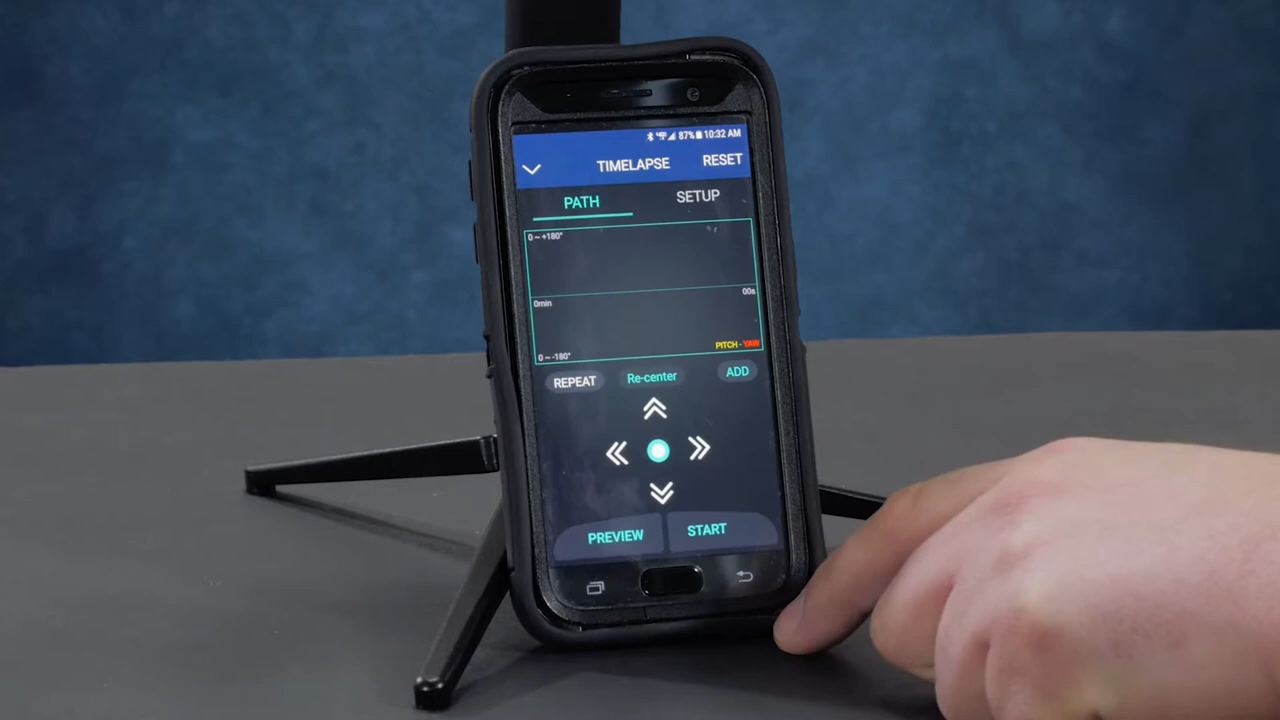 87% 10:32 AM
TIMELAPSE RESET
PATH SETUP
0 ~ +180°
0min 00s
PITCH - YAW
0 ~ -180°
REPEAT Re-center ADD
PREVIEW START